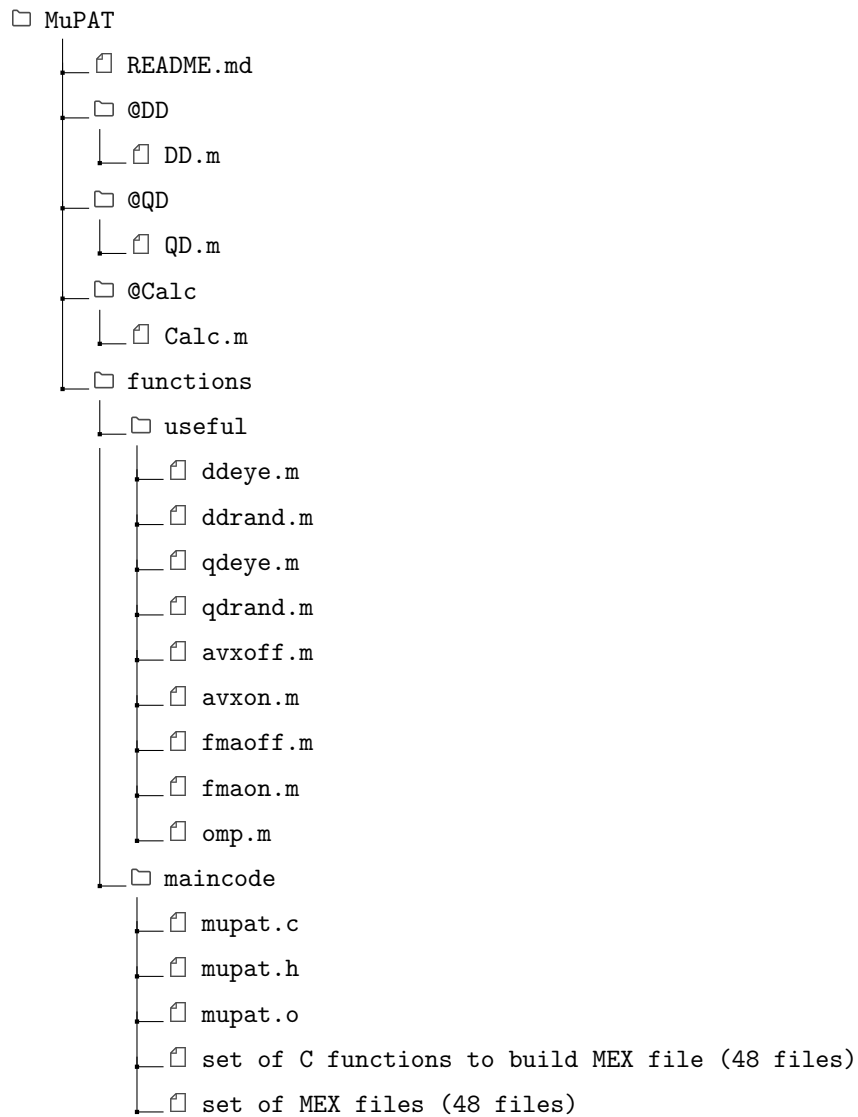 MuPAT
README.md
@DD
DD.m
@QD
QD.m
@Calc
Calc.m
functions
useful
ddeye.m
ddrand.m
qdeye.m
qdrand.m
avxoff.m
avxon.m
fmaoff.m
fmaon.m
omp.m
maincode
mupat.c
mupat.h
mupat.o
set of C functions to build MEX file (48 files)
set of MEX files (48 files)